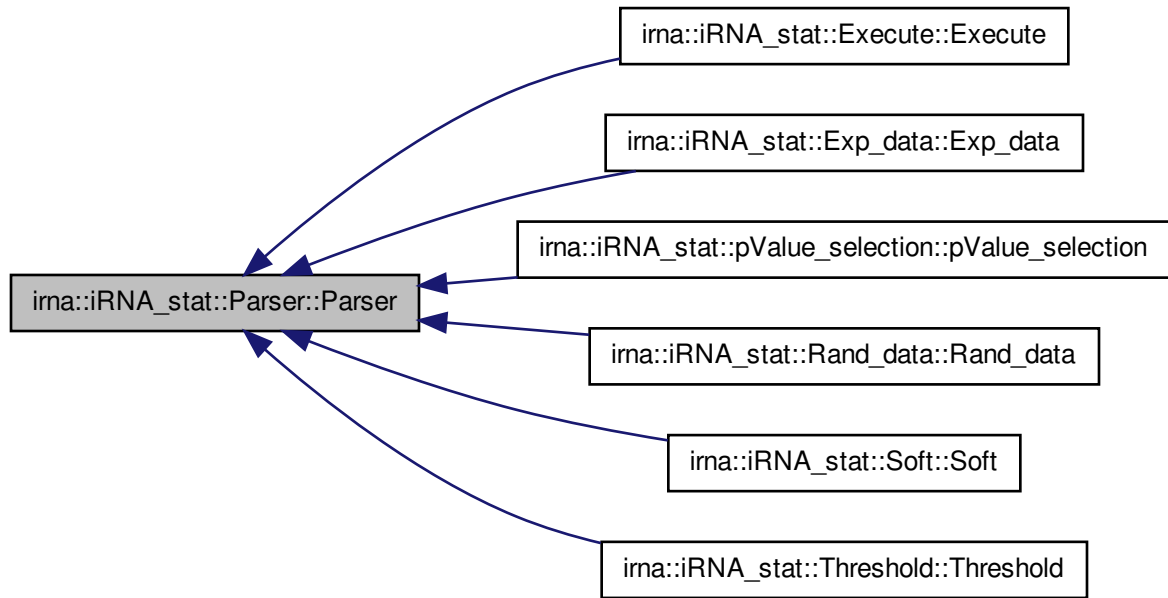 irna::iRNA_stat::Execute::Execute
irna::iRNA_stat::Exp_data::Exp_data
irna::iRNA_stat::pValue_selection::pValue_selection
irna::iRNA_stat::Parser::Parser
irna::iRNA_stat::Rand_data::Rand_data
irna::iRNA_stat::Soft::Soft
irna::iRNA_stat::Threshold::Threshold